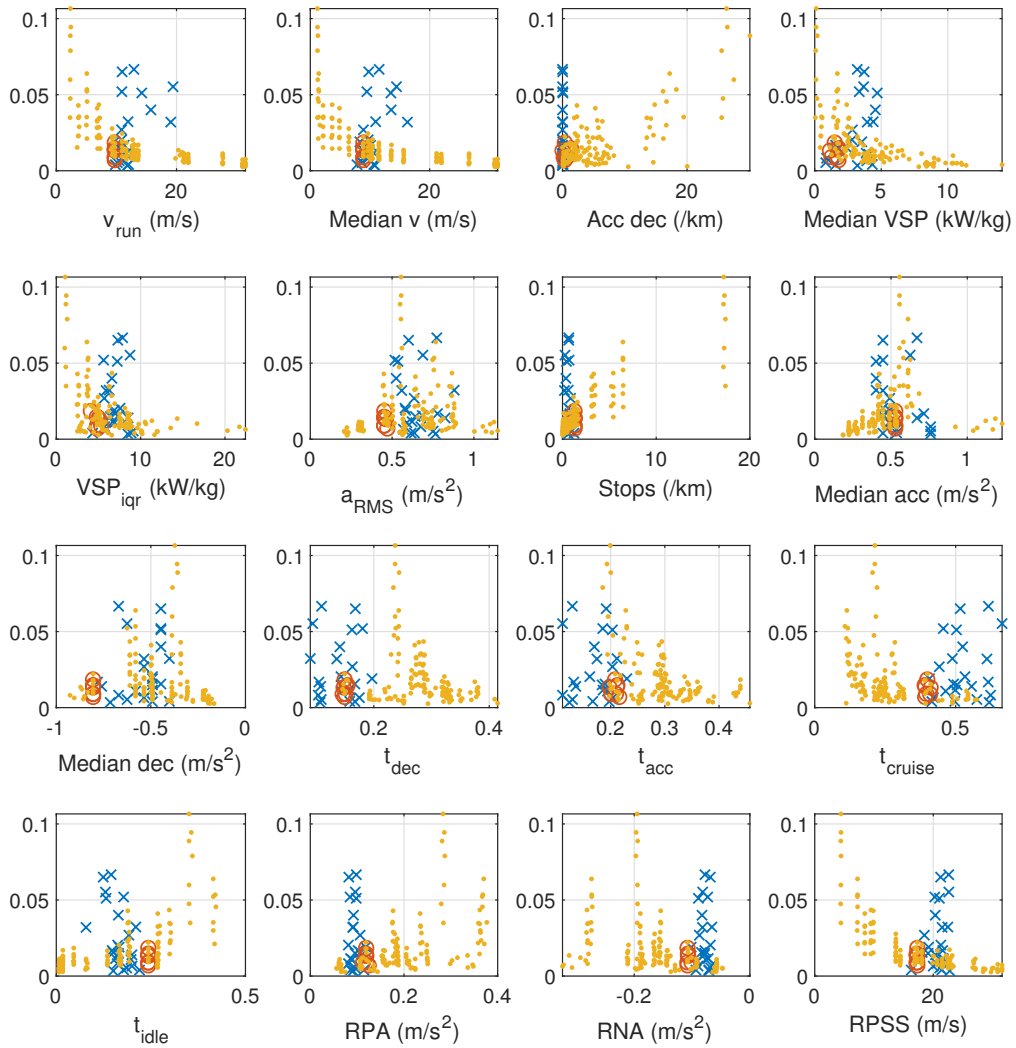 0.1 0.1 0.1 0.1
0.05 0.05 0.05 0.05
0 0 0 0
0 20 0 20 0 20 0 5 10
v_run (m/s) Median v (m/s) Acc dec (/km) Median VSP (kW/kg)
0.1 0.1 0.1 0.1
0.05 0.05 0.05 0.05
0 0 0 0
0 10 20 0 0.5 1 0 10 20 0 0.5 1
VSP_iqr (kW/kg) a_RMS (m/s²) Stops (/km) Median acc (m/s²)
0.1 0.1 0.1 0.1
0.05 0.05 0.05 0.05
0 0 0 0
-1 -0.5 0 0.2 0.4 0.1 0.2 0.3 0.4 0 0.5
Median dec (m/s²) t_dec t_acc t_cruise
0.1 0.1 0.1 0.1
0.05 0.05 0.05 0.05
0 0 0 0
0 0.5 0 0.2 0.4 -0.2 0 0 20
t_idle RPA (m/s²) RNA (m/s²) RPSS (m/s)